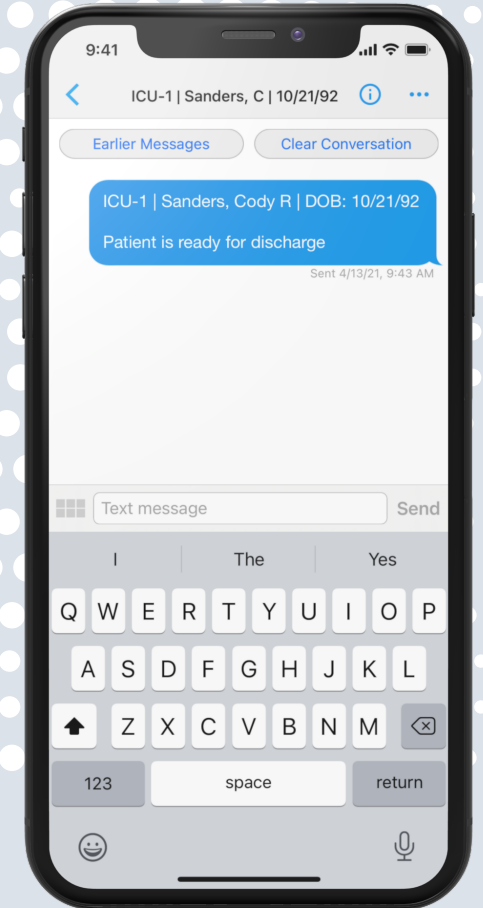 9:41
ICU-1 | Sanders, C | 10/21/92
Earlier Messages Clear Conversation
ICU-1 | Sanders, Cody R | DOB: 10/21/92
Patient is ready for discharge
Sent 4/13/21, 9:43 AM
Text message Send
I The Yes
Q W E R T Y U I O P
A S D F G H J K L
Z X C V B N M
123 space return